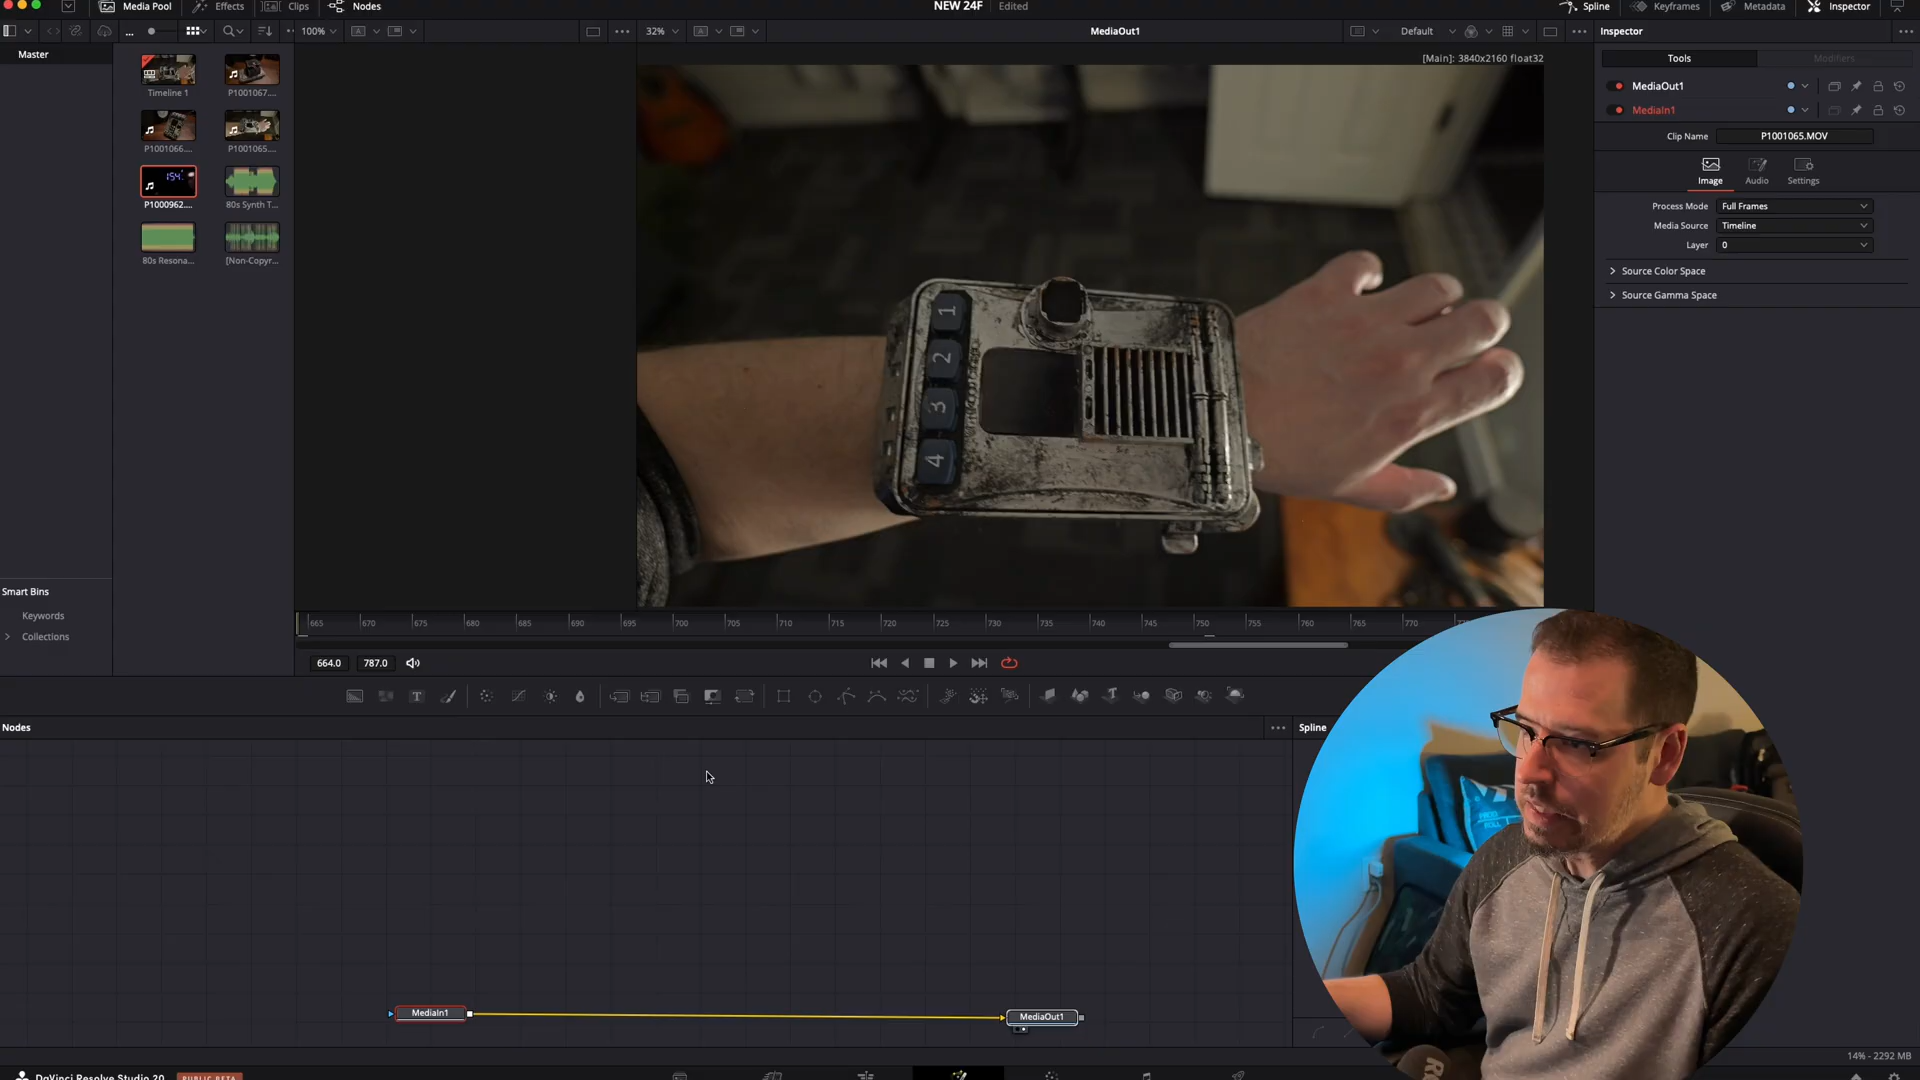 Media Pool
Effects
Clips
Nodes
NEW 24F
Edited
Spline
Keyframes
Metadata
Inspector
...
100%
32%
MediaOut1
Default
Inspector
Master
[Main]: 3840x2160 float32
Tools
Modifiers
Timeline 1
P1001067....
MediaOut1
MediaIn1
P1001066....
P1001065....
Clip Name
P1001065.MOV
154
Image
Audio
Settings
P1000962....
80s Synth T...
Process Mode
Full Frames
Media Source
Timeline
Layer
0
80s Resona...
[Non-Copyr...
Source Color Space
Source Gamma Space
1
2
3
4
Smart Bins
Keywords
Collections
665
670
675
680
685
690
695
700
705
710
715
720
725
730
735
740
745
750
755
760
765
770
664.0
787.0
T
Nodes
Spline
PROD
ROLL
MediaIn1
MediaOut1
14% - 2292 MB
DaVinci Resolve Studio 20
PUBLIC BETA